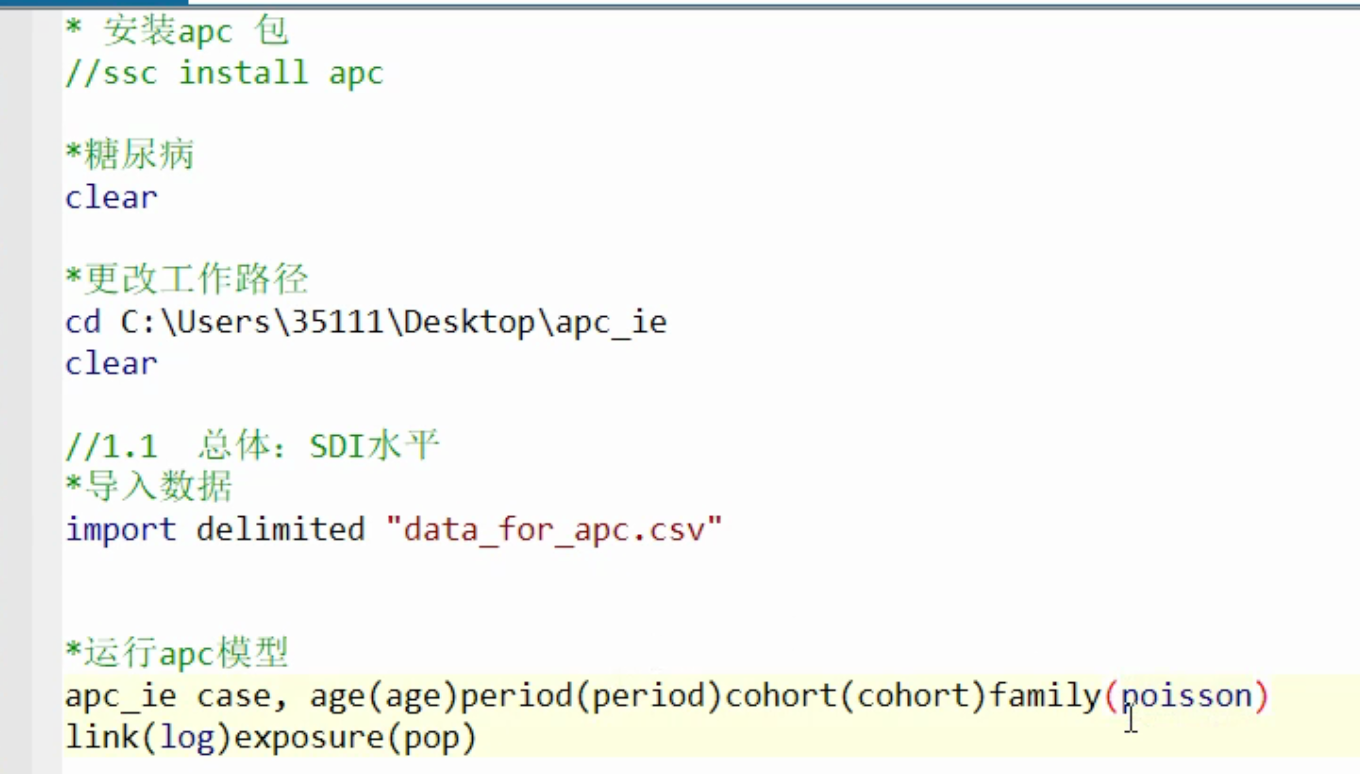 * 安装apc 包
//ssc install apc
*糖尿病
clear
*更改工作路径
cd C:\Users\35111\Desktop\apc_ie
clear
//1.1  总体：SDI水平
*导入数据
import delimited "data_for_apc.csv"
*运行apc模型
apc_ie case, age(age)period(period)cohort(cohort)family(poisson)
link(log)exposure(pop)